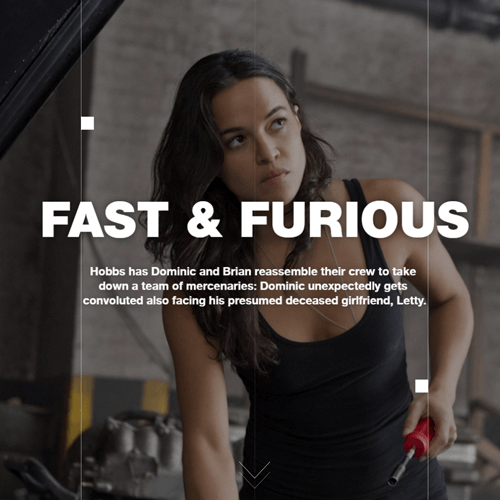 FAST & FURIOUS
Hobbs has Dominic and Brian reassemble their crew to take
down a team of mercenaries: Dominic unexpectedly gets
convoluted also facing his presumed deceased girlfriend, Letty.